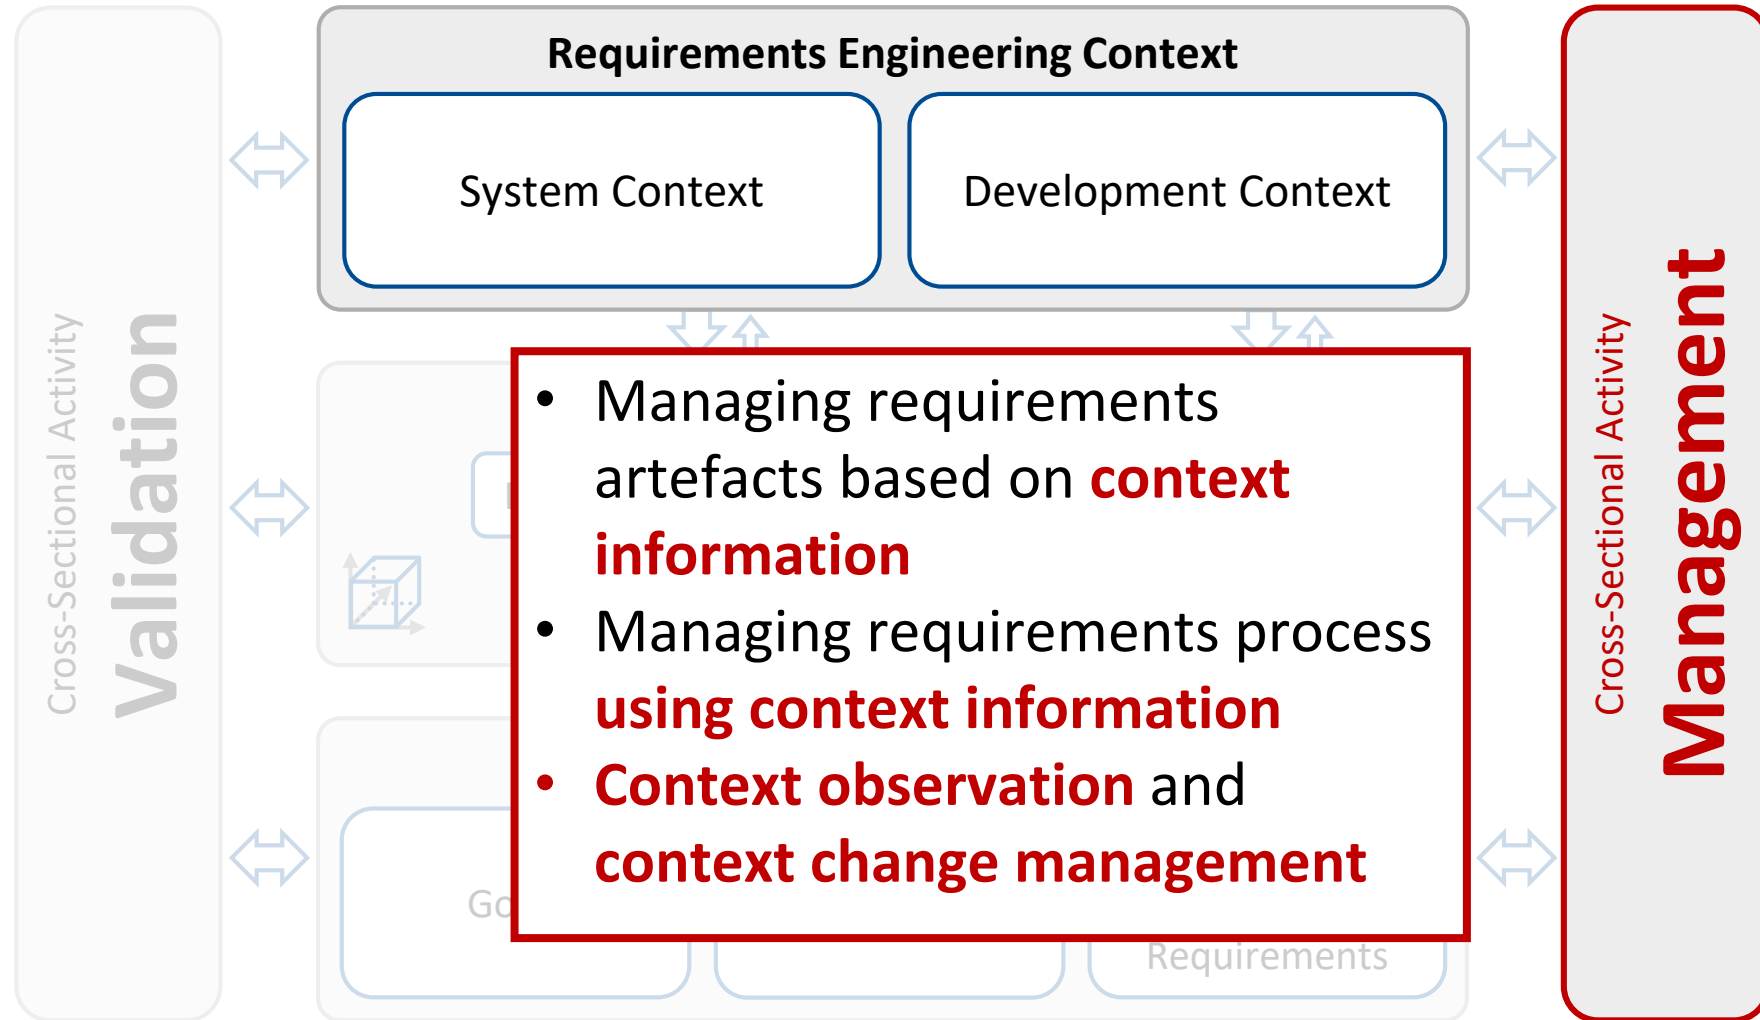 Requirements Engineering Context
System Context
Development Context
Cross-Sectional Activity
Validation
• Managing requirements
artefacts based on context
information
• Managing requirements process
using context information
• Context observation and
context change management
Requirements
Cross-Sectional Activity
Management